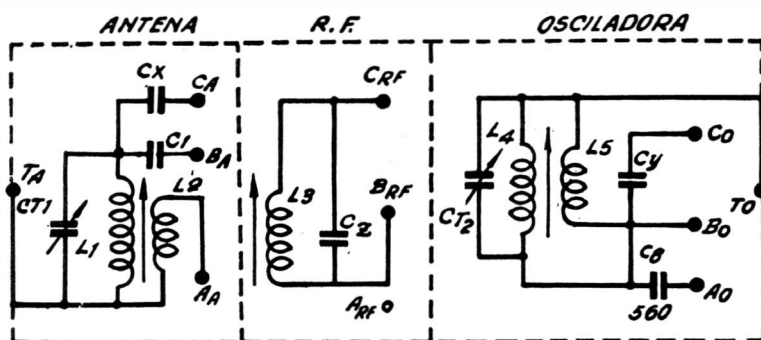 ANTENA
R.F.
OSCILADORA
CX CA
C1 BA
TA
CT1
L1
L2
AA
CRF
L3
BRF
CZ
ARF
L4
L5
CO
CY
CT2
BO
TO
C8
560
AO